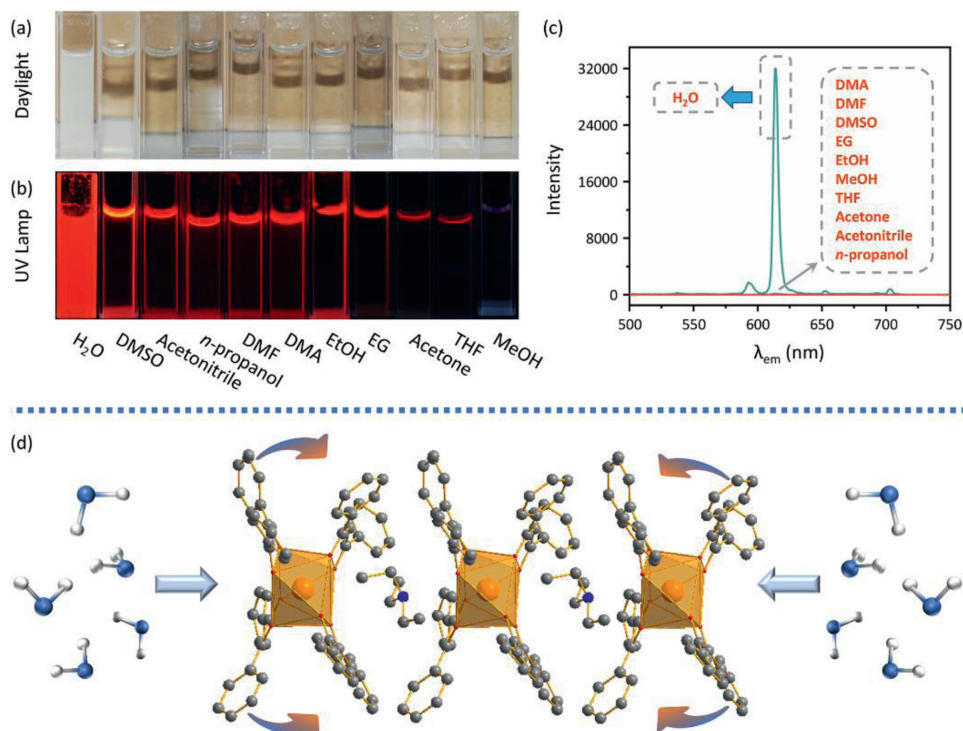 (a)
Daylight
(b)
UV Lamp
H₂O
DMSO
Acetonitrile
n-propanol
DMF
DMA
EtOH
EG
Acetone
THF
MeOH
(c)
32000
24000
16000
8000
0
Intensity
H₂O
DMA
DMF
DMSO
EG
EtOH
MeOH
THF
Acetone
Acetonitrile
n-propanol
500
550
600
650
700
750
λem (nm)
(d)